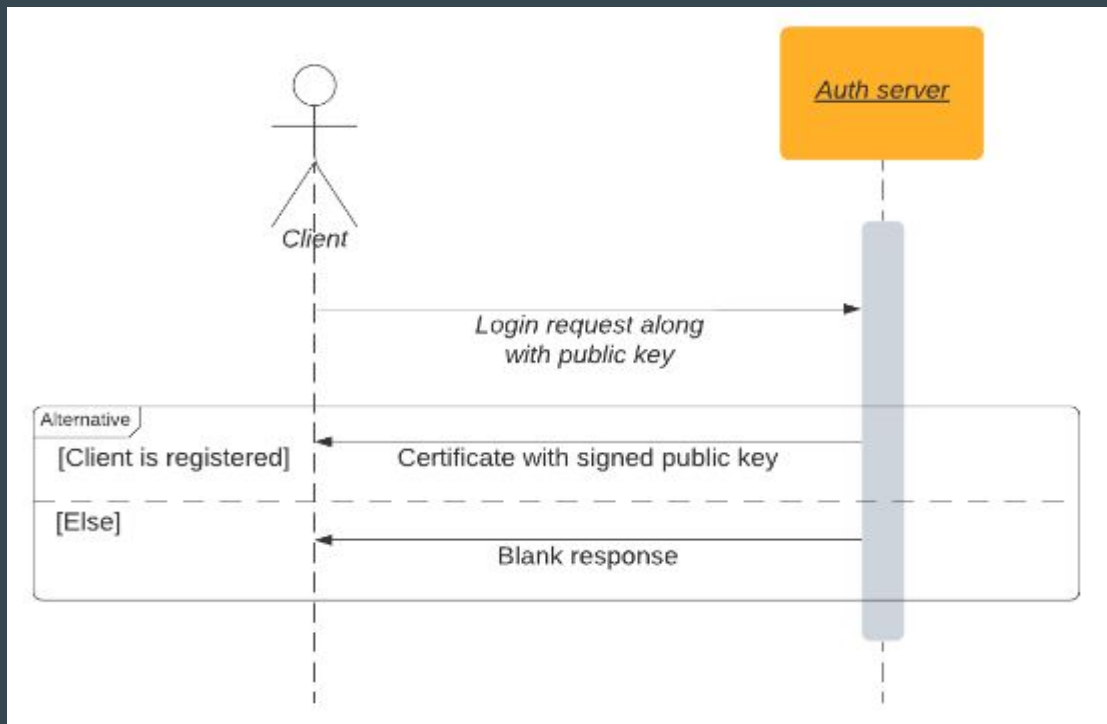 Auth server
Client
Login request along
with public key
Alternative
[Client is registered]
Certificate with signed public key
[Else]
Blank response